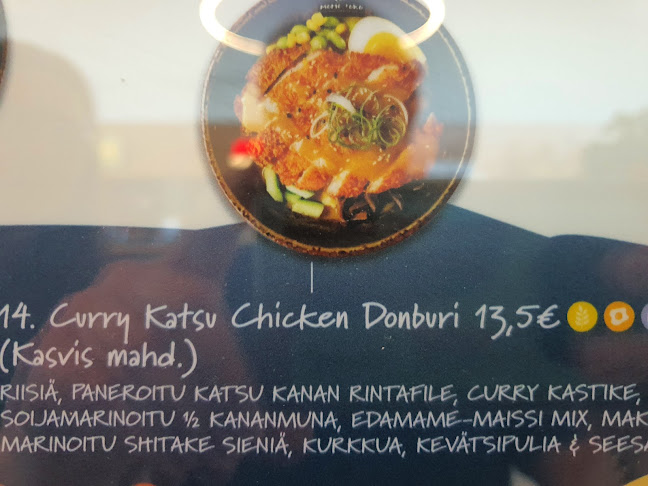 14. Curry Katsu Chicken Donburi 13,5€
(Kasvis mahd.)
RIISIÄ, PANEROITU KATSU KANAN RINTAFILE, CURRY KASTIKE,
SOIJAMARINOITU ½ KANANMUNA, EDAMAME-MAISSI MIX,
MARINOITU SHITAKE SIENIÄ, KURKKUA, KEVÄTSIPULIA &